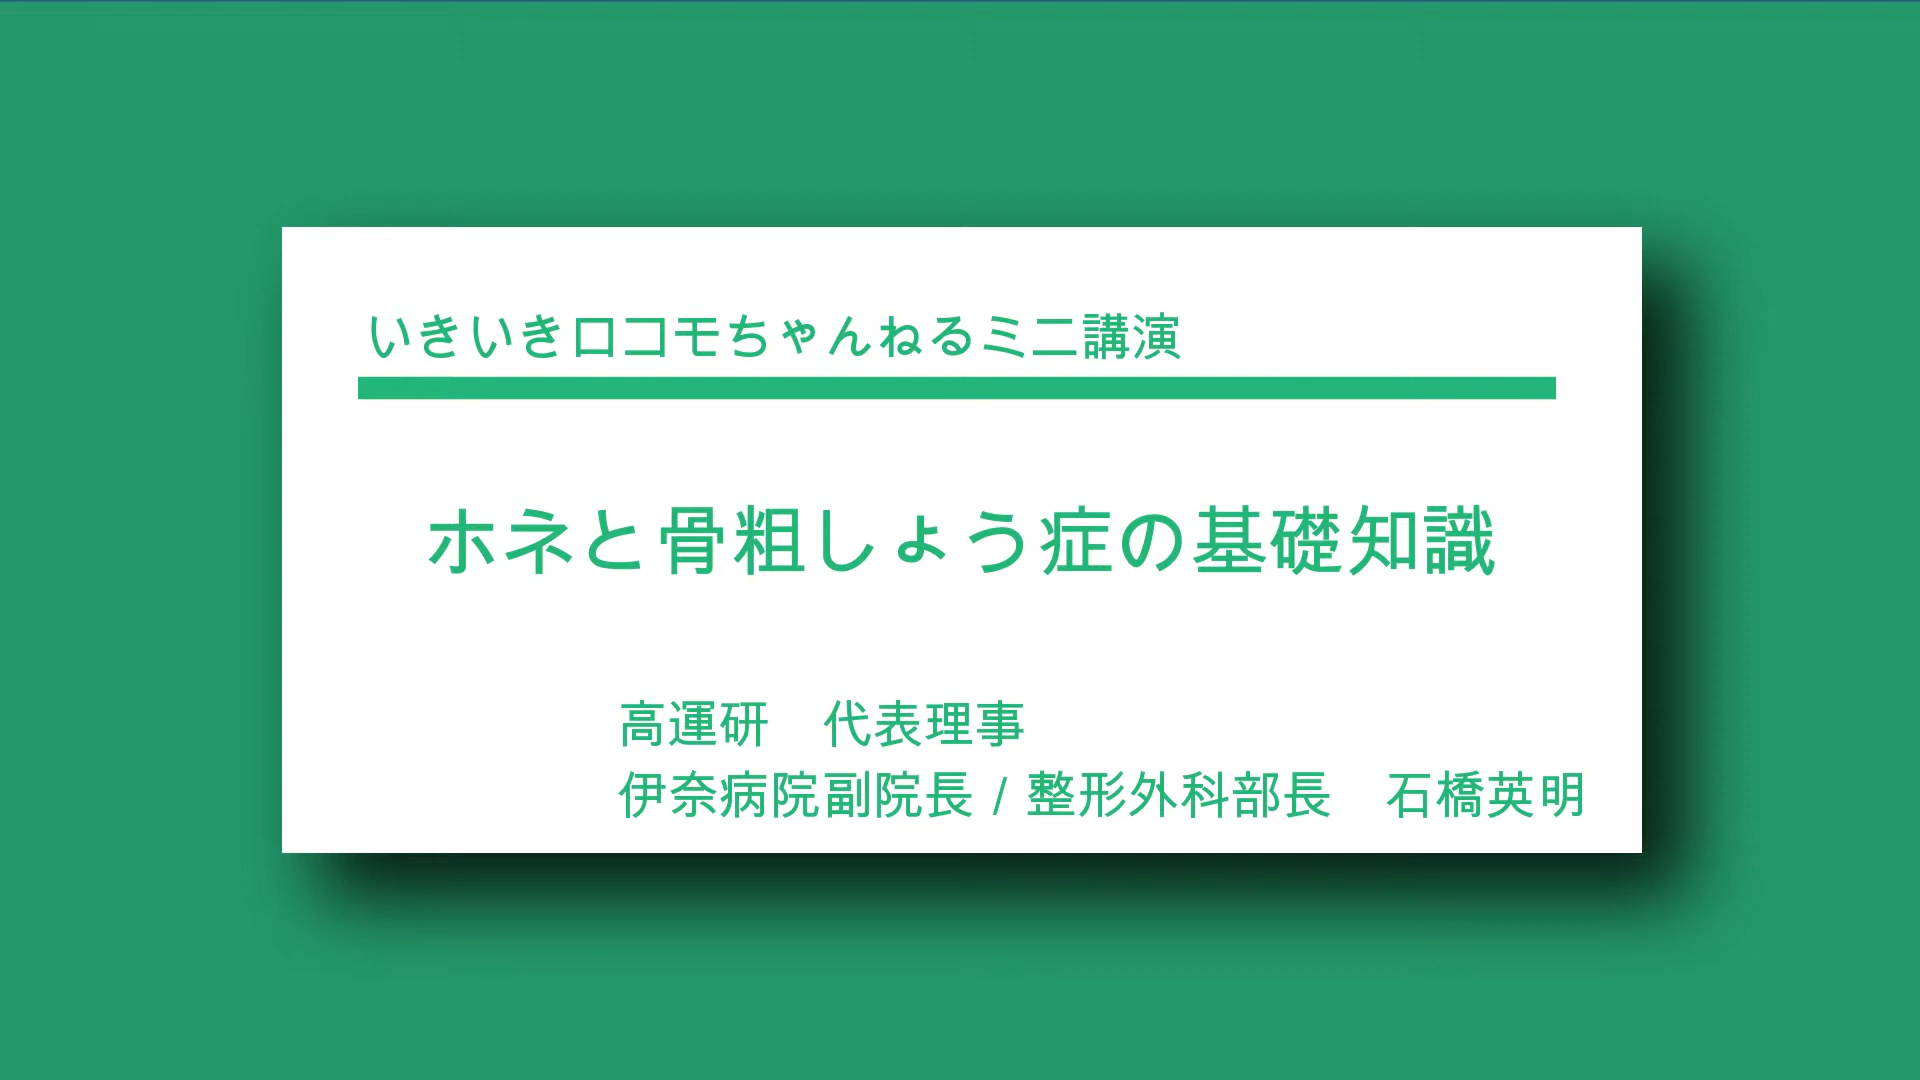 いきいきロコモちゃんねるミニ講演
ホネと骨粗しょう症の基礎知識
高運研　代表理事
伊奈病院副院長 / 整形外科部長　石橋英明